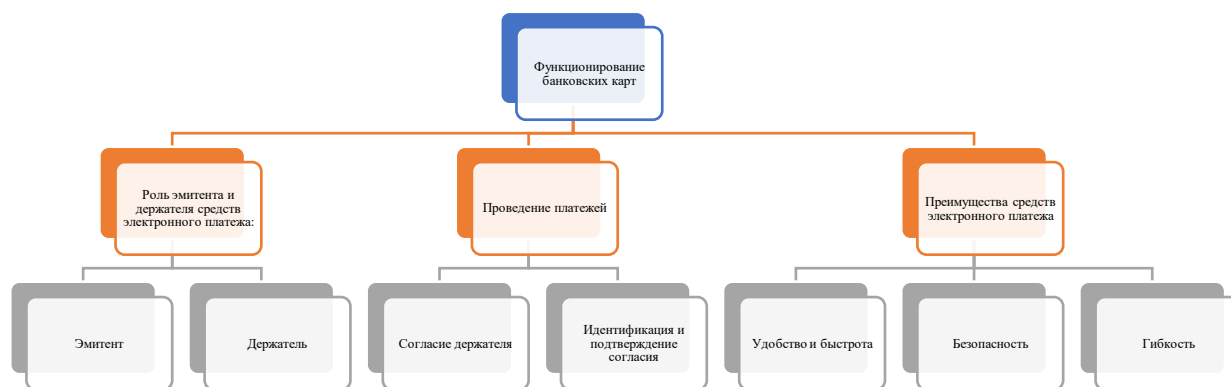 Функционирование
банковских карт
Роль эмитента и
держателя средств
электронного платежа:
Проведение платежей
Преимущества средств
электронного платежа
Эмитент
Держатель
Согласие держателя
Идентификация и
подтверждение
согласия
Удобство и быстрота
Безопасность
Гибкость